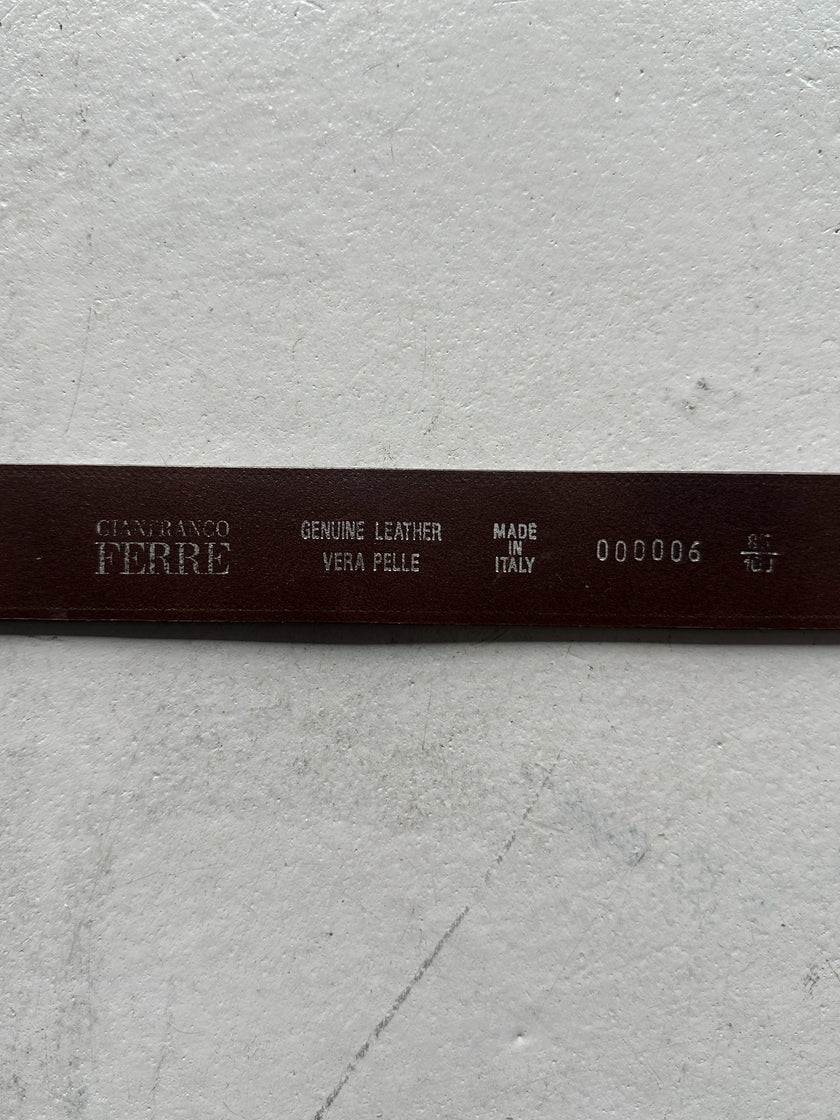 GIANFRANCO
FERRE
GENUINE LEATHER
VERA PELLE
MADE
IN
ITALY
000006